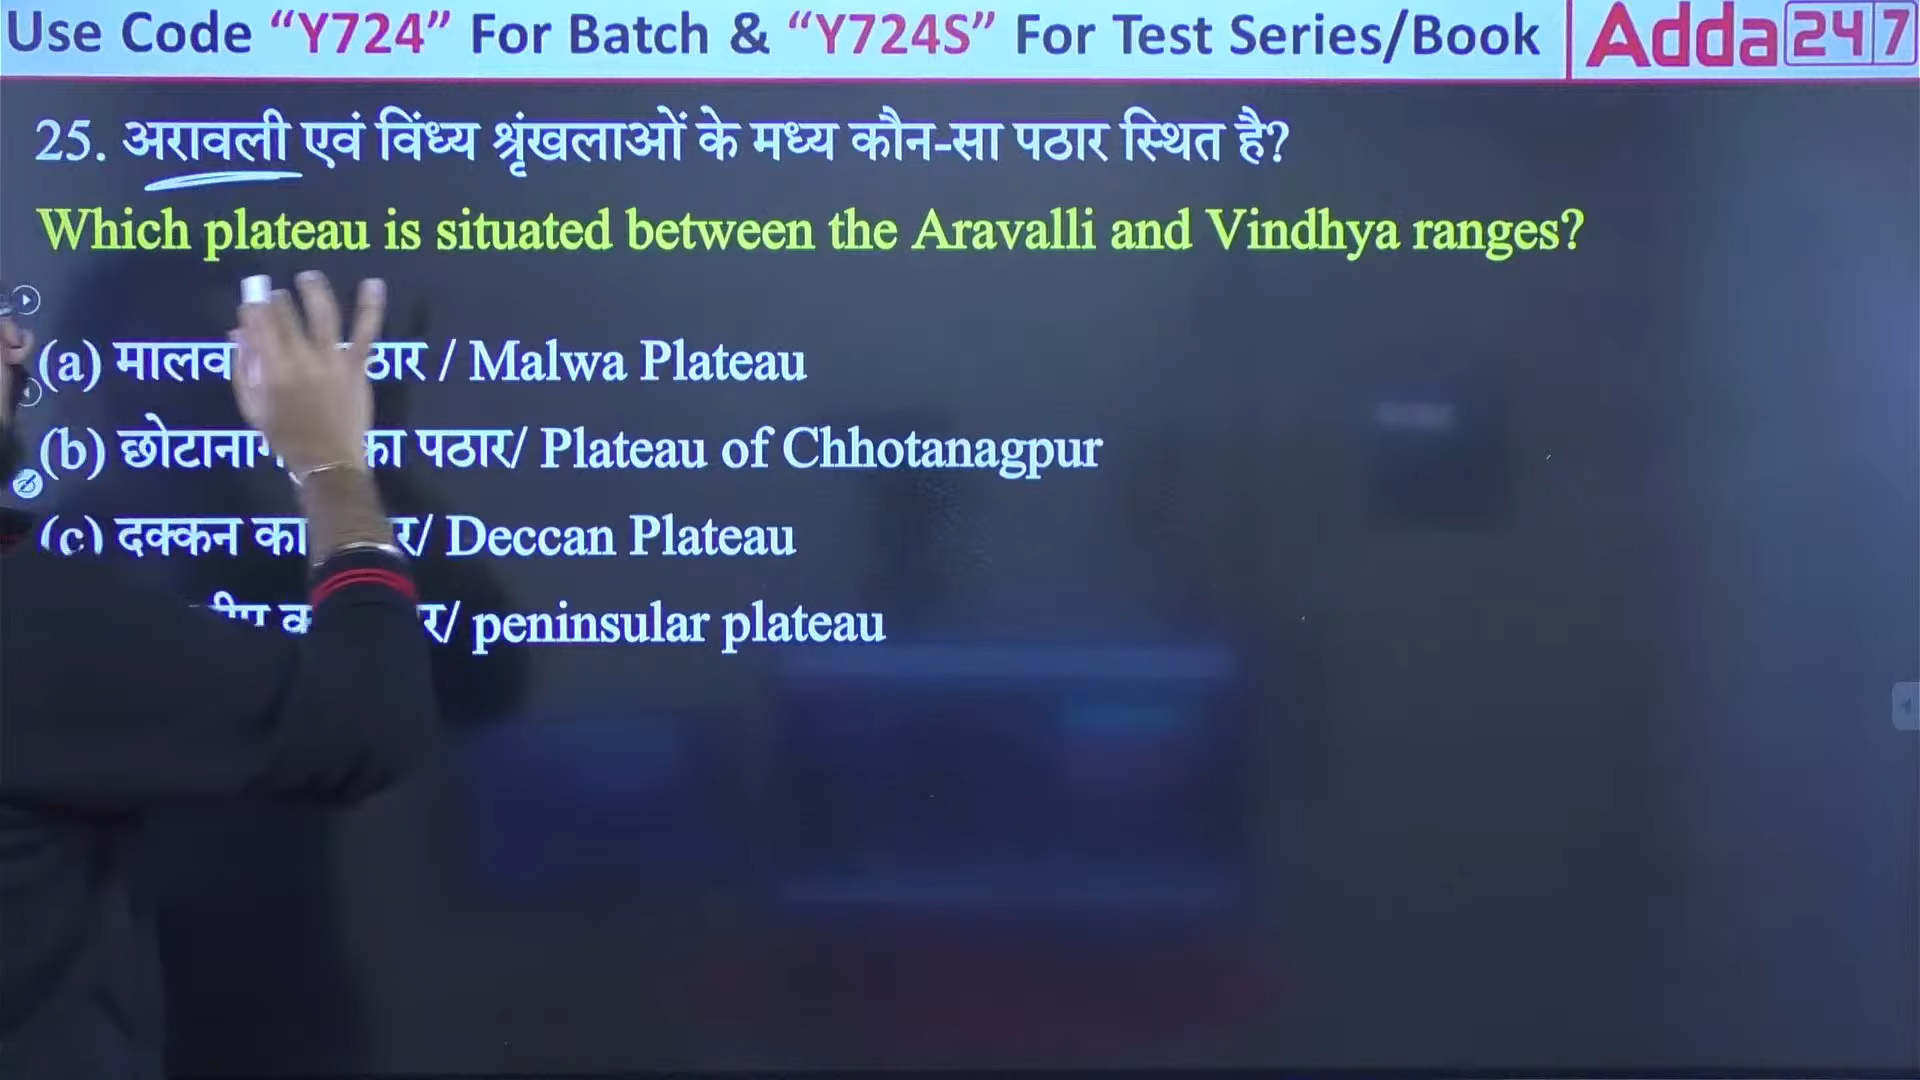 Use Code “Y724” For Batch & “Y724S” For Test Series/Book Adda247
25. अरावली एवं विंध्य श्रृंखलाओं के मध्य कौन-सा पठार स्थित है?
Which plateau is situated between the Aravalli and Vindhya ranges?
(a) / Malwa Plateau
(b) का पठार/ Plateau of Chhotanagpur
(c) दक्कन का / Deccan Plateau
/ peninsular plateau